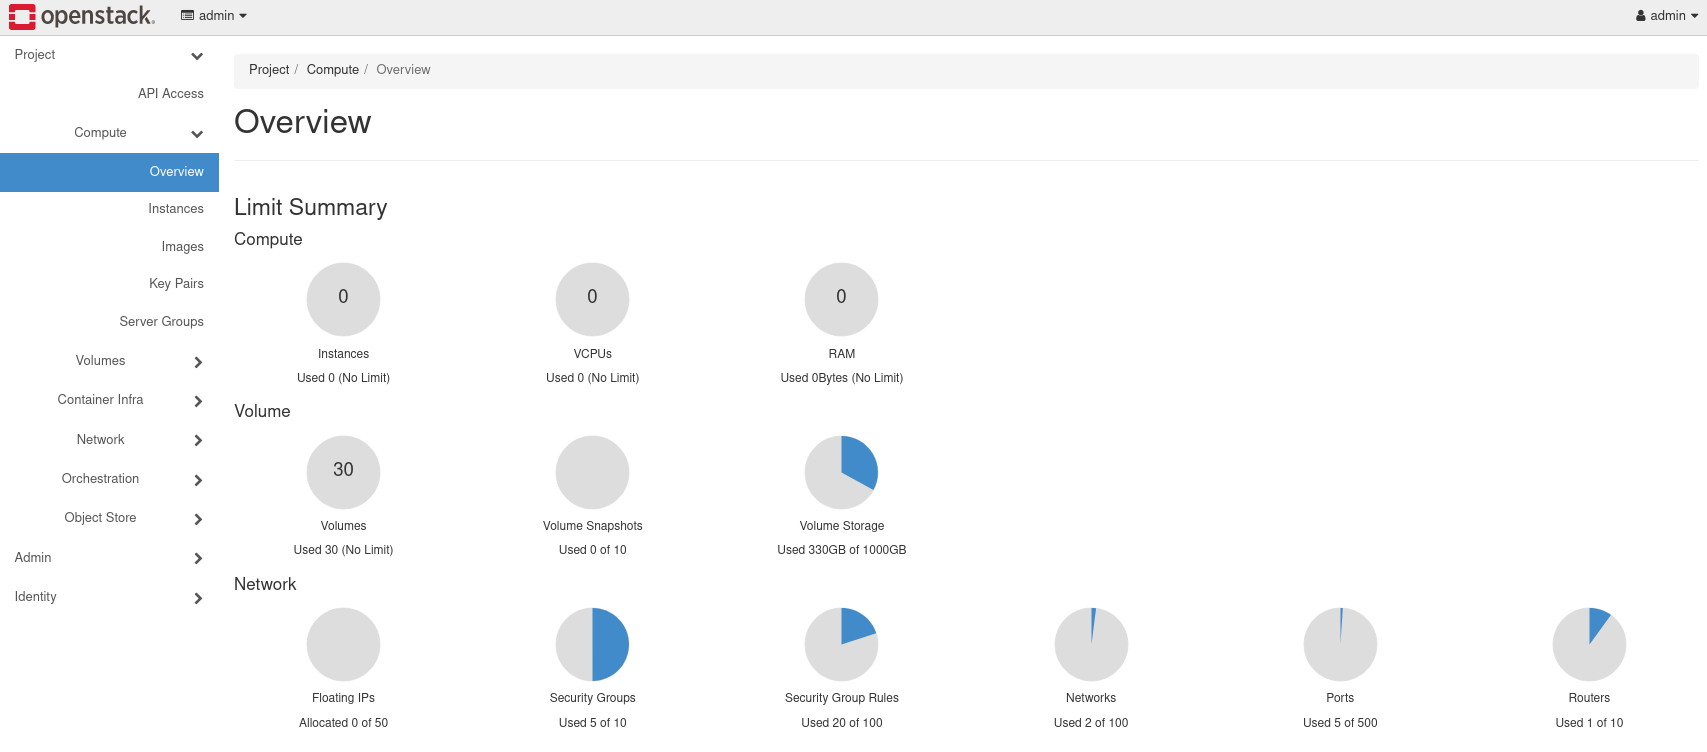 openstack. admin admin
Project
API Access
Compute
Overview
Instances
Images
Key Pairs
Server Groups
Volumes
Container Infra
Network
Orchestration
Object Store
Admin
Identity
Project / Compute / Overview
Overview
Limit Summary
Compute
0 0 0
Instances VCPUs RAM
Used 0 (No Limit) Used 0 (No Limit) Used 0Bytes (No Limit)
Volume
30
Volumes Volume Snapshots Volume Storage
Used 30 (No Limit) Used 0 of 10 Used 330GB of 1000GB
Network
Floating IPs Security Groups Security Group Rules Networks Ports Routers
Allocated 0 of 50 Used 5 of 10 Used 20 of 100 Used 2 of 100 Used 5 of 500 Used 1 of 10